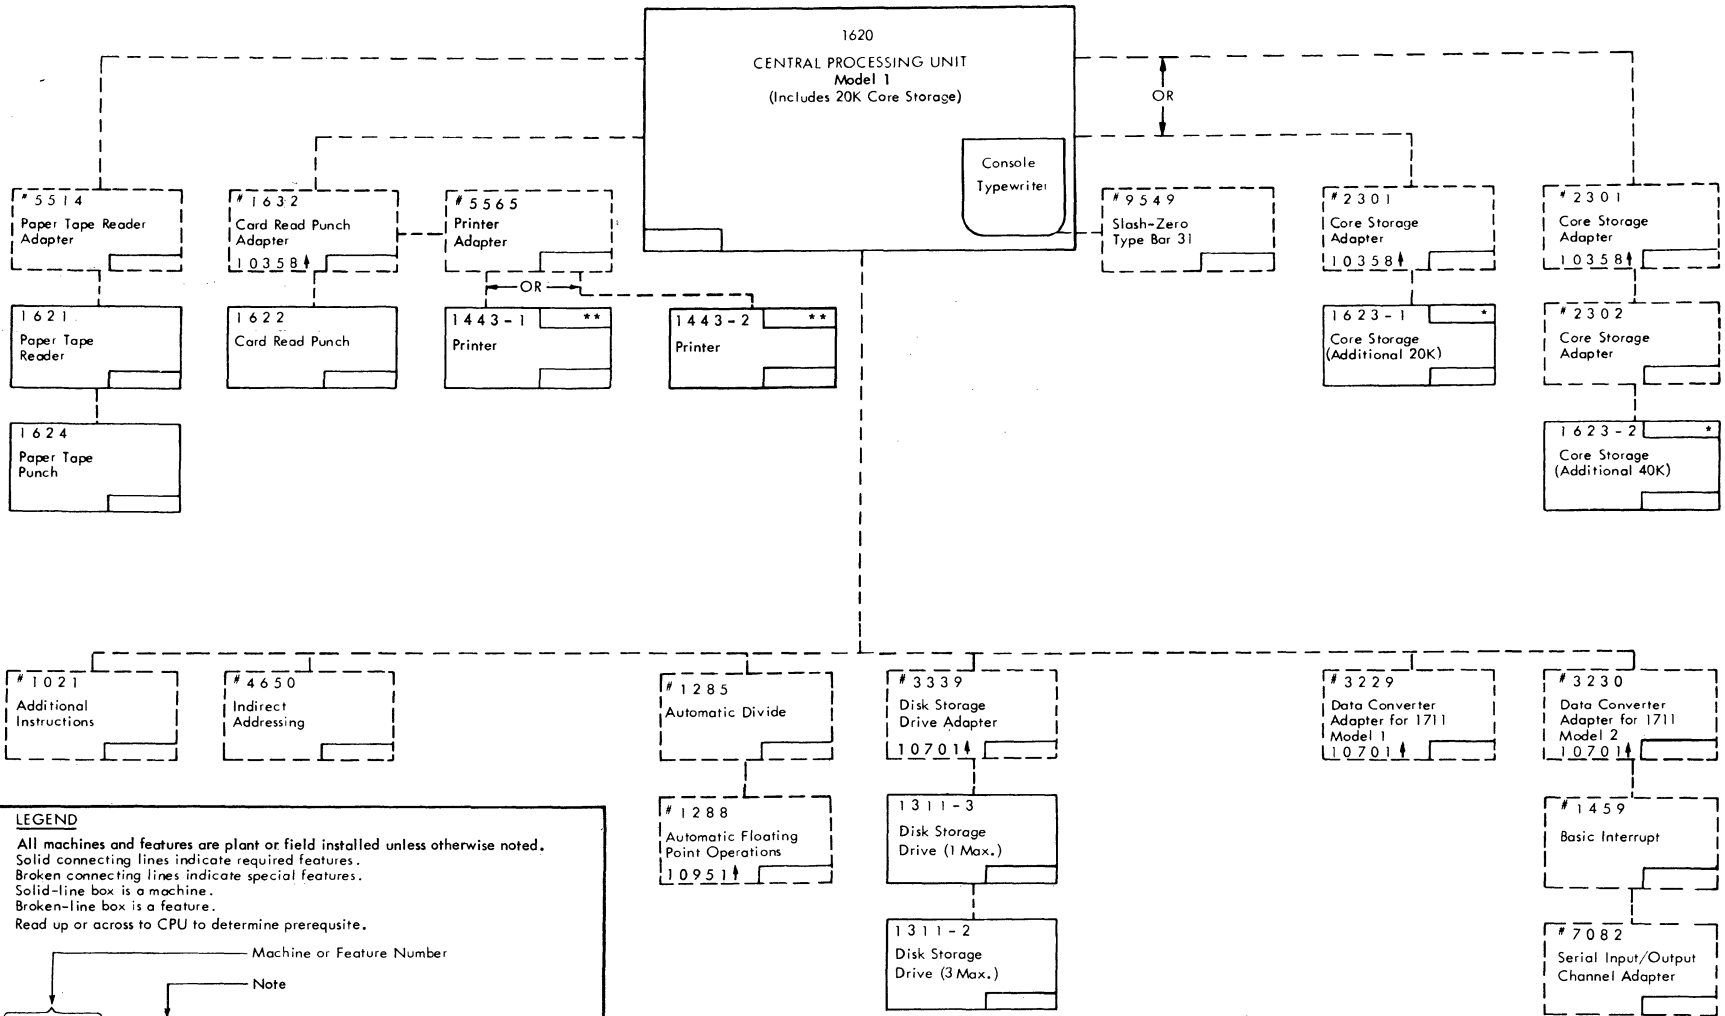 1620
CENTRAL PROCESSING UNIT
Model 1
(Includes 20K Core Storage)
Console
Typewriter
OR
#5514
Paper Tape Reader
Adapter
#1632
Card Read Punch
Adapter
10358
#5565
Printer
Adapter
OR
#9549
Slash-Zero
Type Bar 31
#2301
Core Storage
Adapter
10358
#2301
Core Storage
Adapter
10358
1621
Paper Tape
Reader
1622
Card Read Punch
1443-1 **
Printer
1443-2 **
Printer
1623-1 *
Core Storage
(Additional 20K)
#2302
Core Storage
Adapter
1624
Paper Tape
Punch
1623-2 *
Core Storage
(Additional 40K)
#1021
Additional
Instructions
#4650
Indirect
Addressing
#1285
Automatic Divide
#3339
Disk Storage
Drive Adapter
10701
#3229
Data Converter
Adapter for 1711
Model 1
10701
#3230
Data Converter
Adapter for 1711
Model 2
10701
#1288
Automatic Floating
Point Operations
10951
1311-3
Disk Storage
Drive (1 Max.)
#1459
Basic Interrupt
1311-2
Disk Storage
Drive (3 Max.)
#7082
Serial Input/Output
Channel Adapter
LEGEND
All machines and features are plant or field installed unless otherwise noted.
Solid connecting lines indicate required features.
Broken connecting lines indicate special features.
Solid-line box is a machine.
Broken-line box is a feature.
Read up or across to CPU to determine prerequsite.
Machine or Feature Number
Note